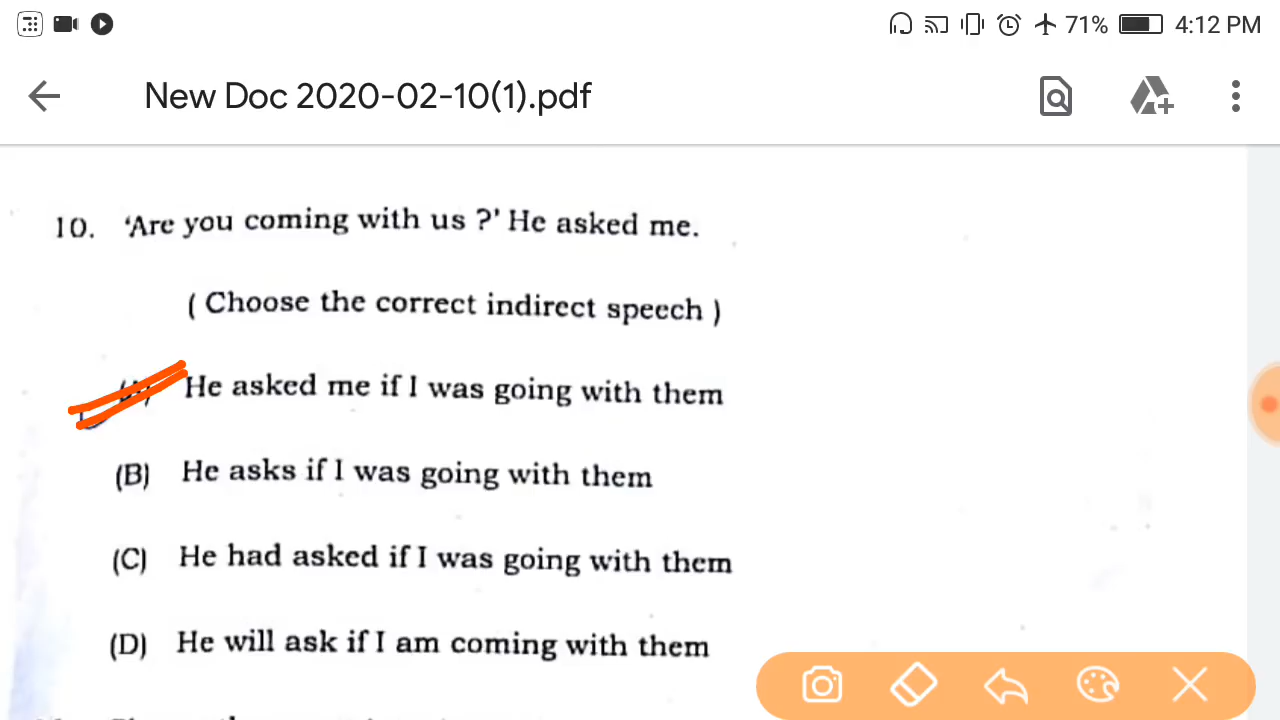 71% 4:12 PM
New Doc 2020-02-10(1).pdf
10. 'Are you coming with us ?' He asked me.
( Choose the correct indirect speech )
He asked me if I was going with them
(B) He asks if I was going with them
(C) He had asked if I was going with them
(D) He will ask if I am coming with them